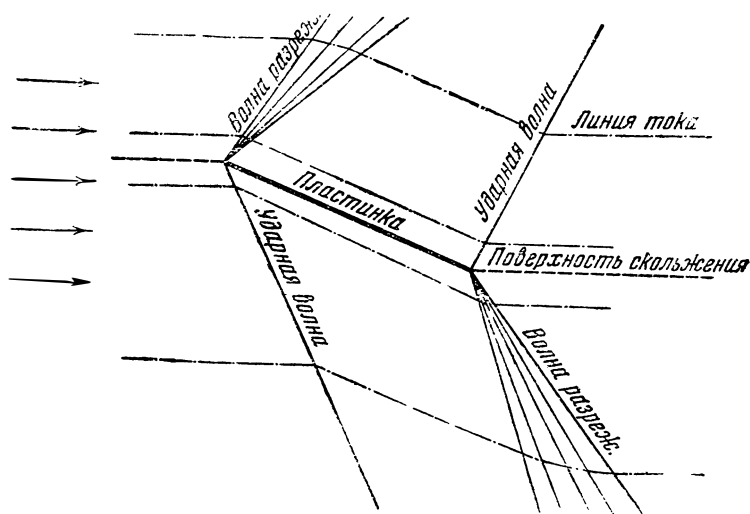 Волна разреж.
Ударная волна
Линия тока
Пластинка
Ударная волна
Поверхность скольжения
Волна разреж.